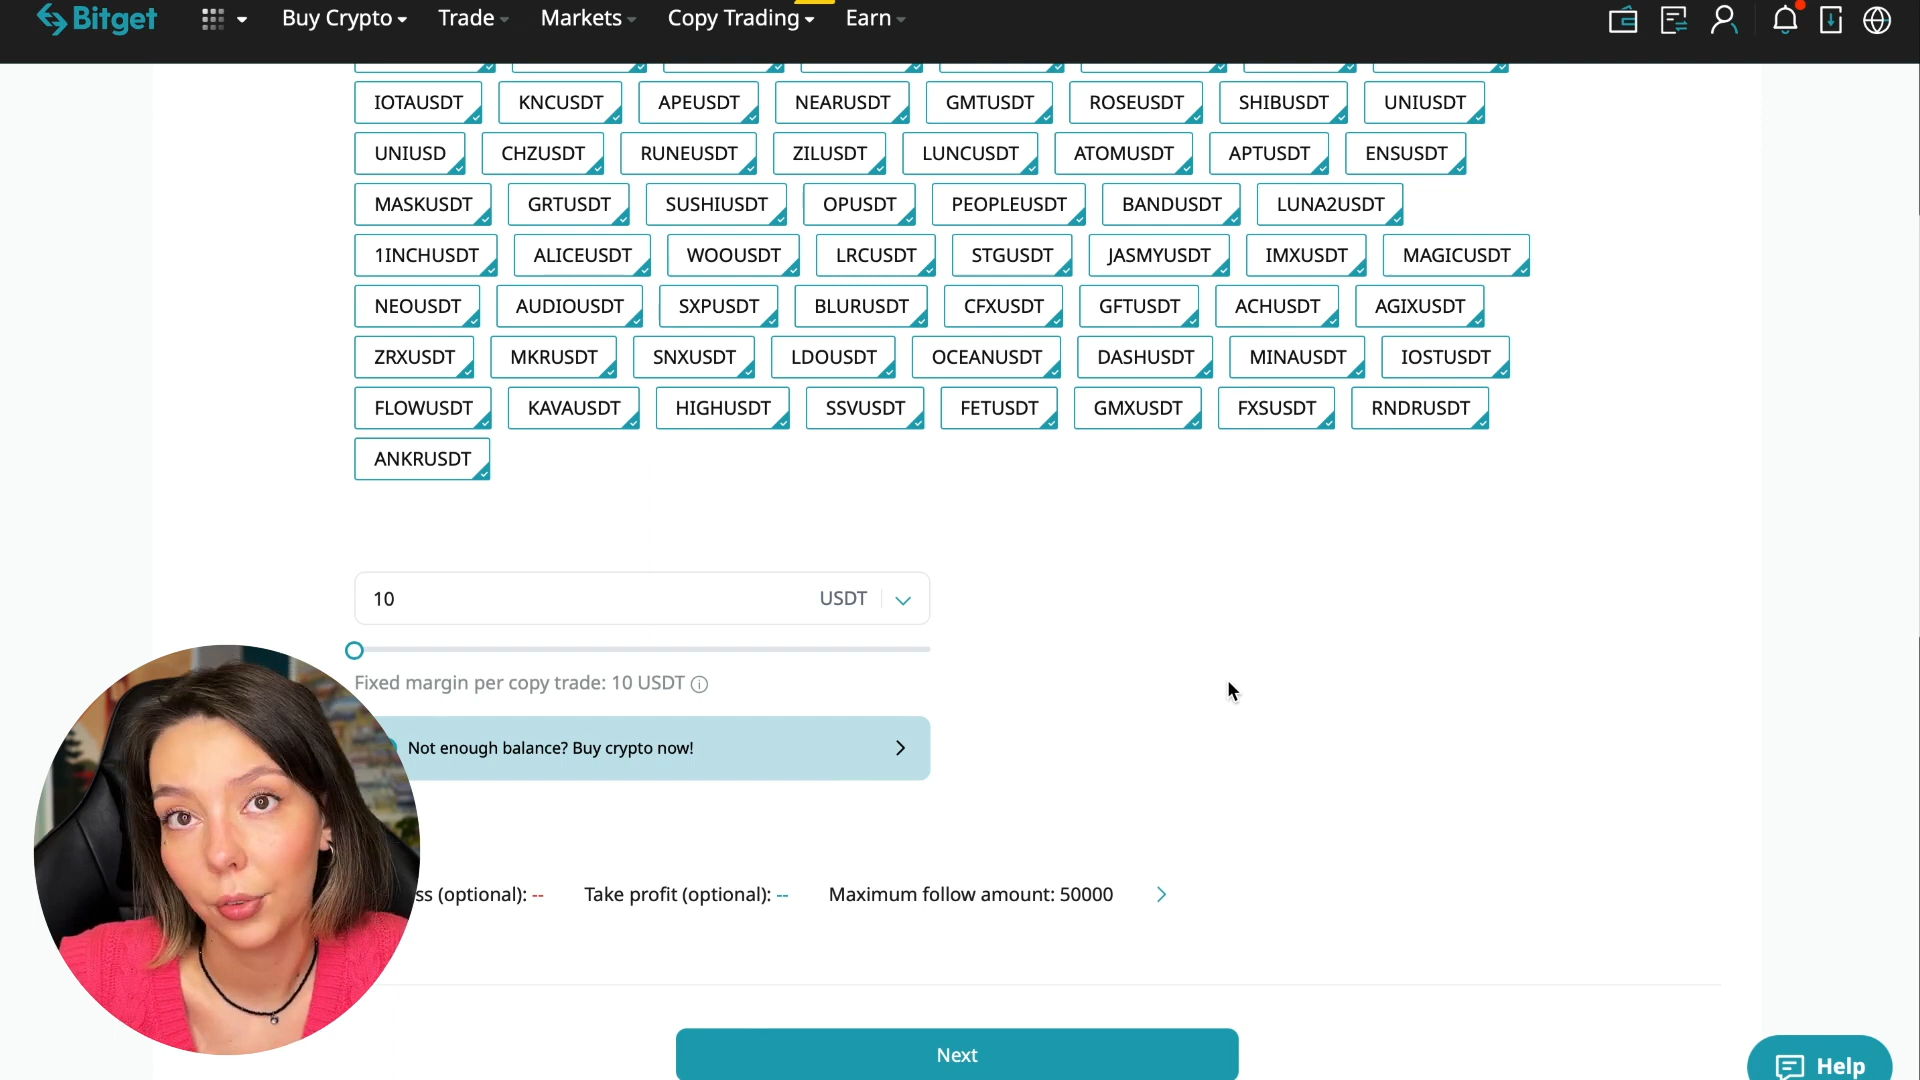 Bitget Buy Crypto Trade Markets Copy Trading Earn
IOTAUSDT KNCUSDT APEUSDT NEARUSDT GMTUSDT ROSEUSDT SHIBUSDT UNIUSDT
UNIUSD CHZUSDT RUNEUSDT ZILUSDT LUNCUSDT ATOMUSDT APTUSDT ENSUSDT
MASKUSDT GRTUSDT SUSHIUSDT OPUSDT PEOPLEUSDT BANDUSDT LUNA2USDT
1INCHUSDT ALICEUSDT WOOUSDT LRCUSDT STGUSDT JASMYUSDT IMXUSDT MAGICUSDT
NEOUSDT AUDIOUSDT SXPUSDT BLURUSDT CFXUSDT GFTUSDT ACHUSDT AGIXUSDT
ZRXUSDT MKRUSDT SNXUSDT LDOUSDT OCEANUSDT DASHUSDT MINAUSDT IOSTUSDT
FLOWUSDT KAVAUSDT HIGHUSDT SSVUSDT FETUSDT GMXUSDT FXSUSDT RNDRUSDT
ANKRUSDT
10 USDT
Fixed margin per copy trade: 10 USDT
Not enough balance? Buy crypto now!
ss (optional): -- Take profit (optional): -- Maximum follow amount: 50000
Next
Help